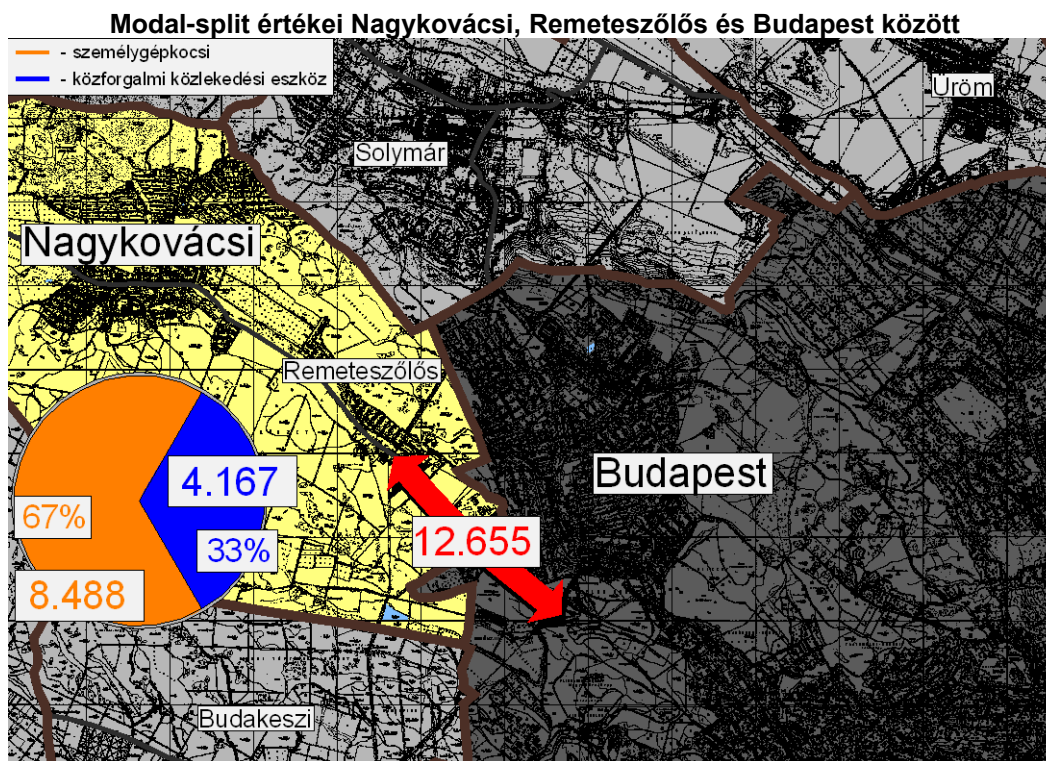 Modal-split értékei Nagykovácsi, Remeteszőlős és Budapest között
- személygépkocsi
- közforgalmi közlekedési eszköz
Üröm
Solymár
Nagykovácsi
Remeteszőlős
4.167
Budapest
67%
33%
12.655
8.488
Budakeszi